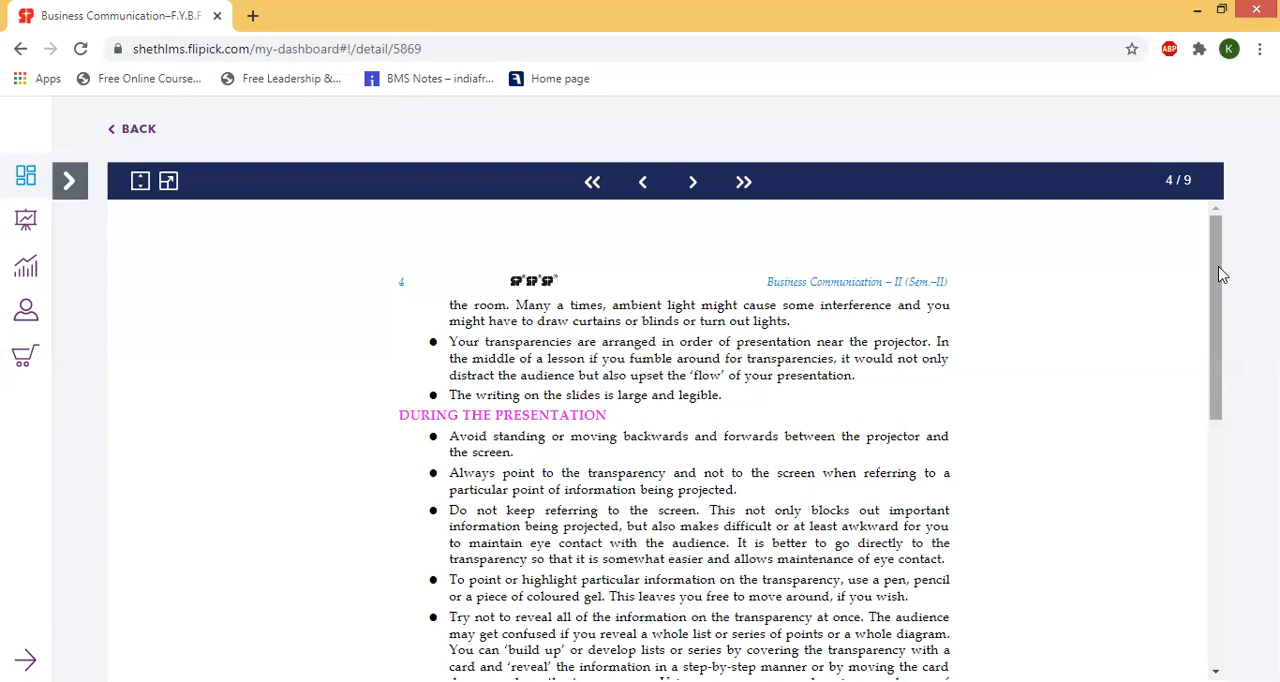 Business Communication–F.Y.B.F.
shethlms.flipick.com/my-dashboard#!/detail/5869
ABP
K
Apps
Free Online Course...
Free Leadership &...
BMS Notes – indiafr...
Home page
BACK
4 / 9
4
Business Communication – II (Sem.–II)
the room. Many a times, ambient light might cause some interference and you
might have to draw curtains or blinds or turn out lights.
● Your transparencies are arranged in order of presentation near the projector. In
the middle of a lesson if you fumble around for transparencies, it would not only
distract the audience but also upset the ‘flow’ of your presentation.
● The writing on the slides is large and legible.
DURING THE PRESENTATION
● Avoid standing or moving backwards and forwards between the projector and
the screen.
● Always point to the transparency and not to the screen when referring to a
particular point of information being projected.
● Do not keep referring to the screen. This not only blocks out important
information being projected, but also makes difficult or at least awkward for you
to maintain eye contact with the audience. It is better to go directly to the
transparency so that it is somewhat easier and allows maintenance of eye contact.
● To point or highlight particular information on the transparency, use a pen, pencil
or a piece of coloured gel. This leaves you free to move around, if you wish.
● Try not to reveal all of the information on the transparency at once. The audience
may get confused if you reveal a whole list or series of points or a whole diagram.
You can ‘build up’ or develop lists or series by covering the transparency with a
card and ‘reveal’ the information in a step-by-step manner or by moving the card